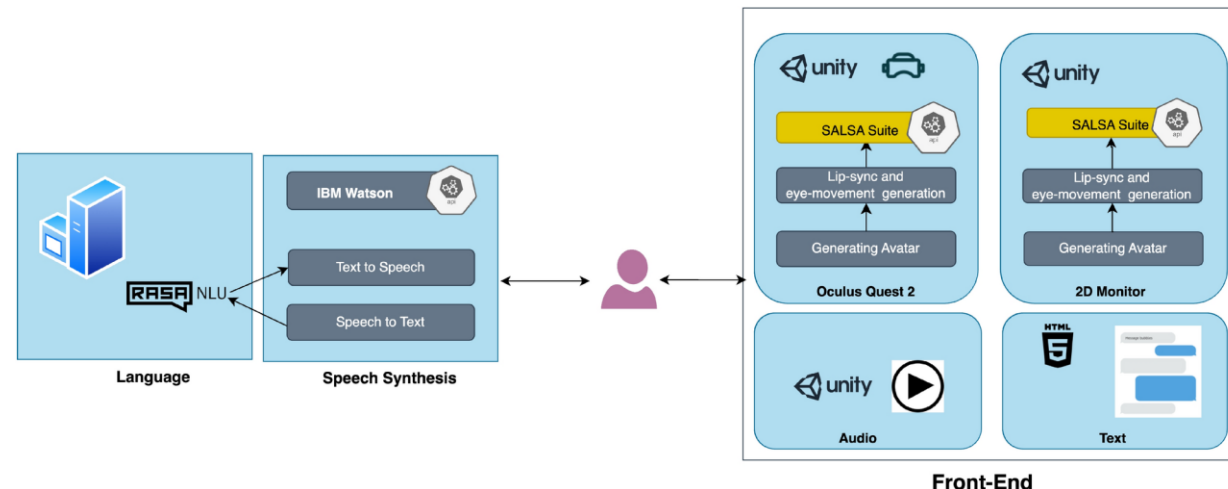 RASA NLU
Language
IBM Watson
api
Text to Speech
Speech to Text
Speech Synthesis
unity
SALSA Suite
api
Lip-sync and
eye-movement generation
Generating Avatar
Oculus Quest 2
unity
SALSA Suite
api
Lip-sync and
eye-movement generation
Generating Avatar
2D Monitor
unity
Audio
HTML
5
Text
Front-End